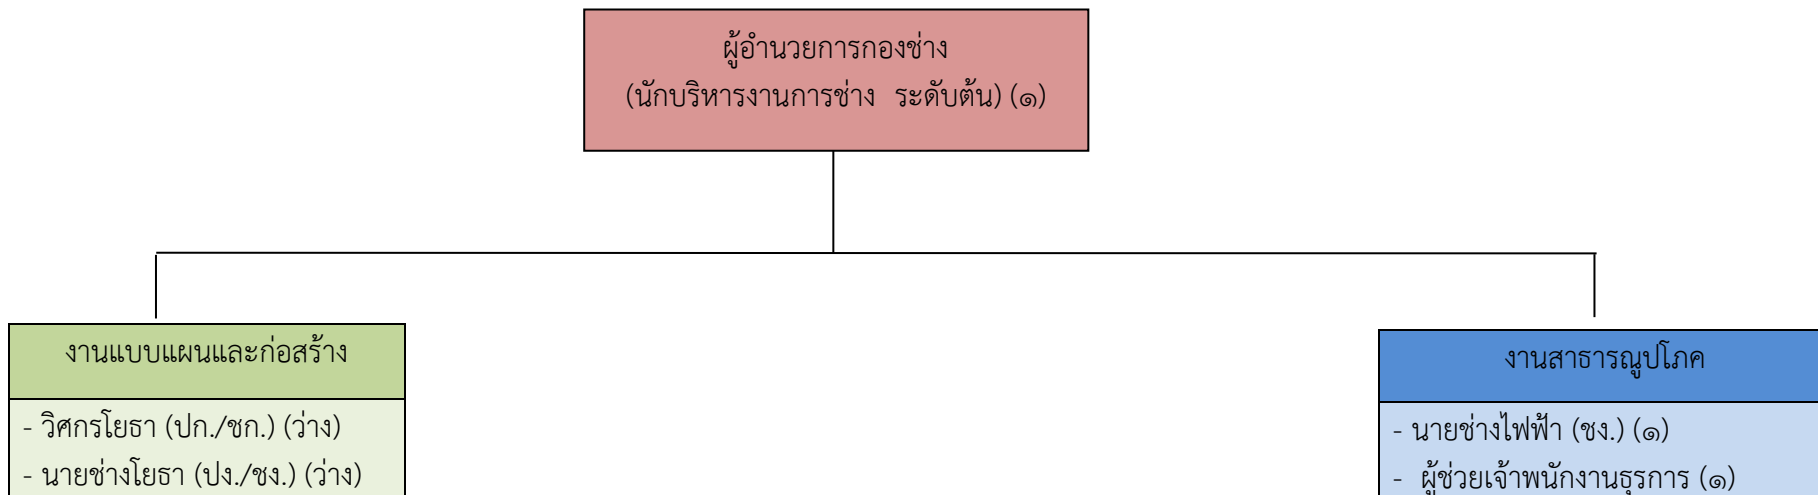 ผู้อำนวยการกองช่าง
(นักบริหารงานการช่าง ระดับต้น) (๑)
งานแบบแผนและก่อสร้าง
- วิศกรโยธา (ปก./ชก.) (ว่าง)
- นายช่างโยธา (ปง./ชง.) (ว่าง)
งานสาธารณูปโภค
- นายช่างไฟฟ้า (ชง.) (๑)
- ผู้ช่วยเจ้าพนักงานธุรการ (๑)